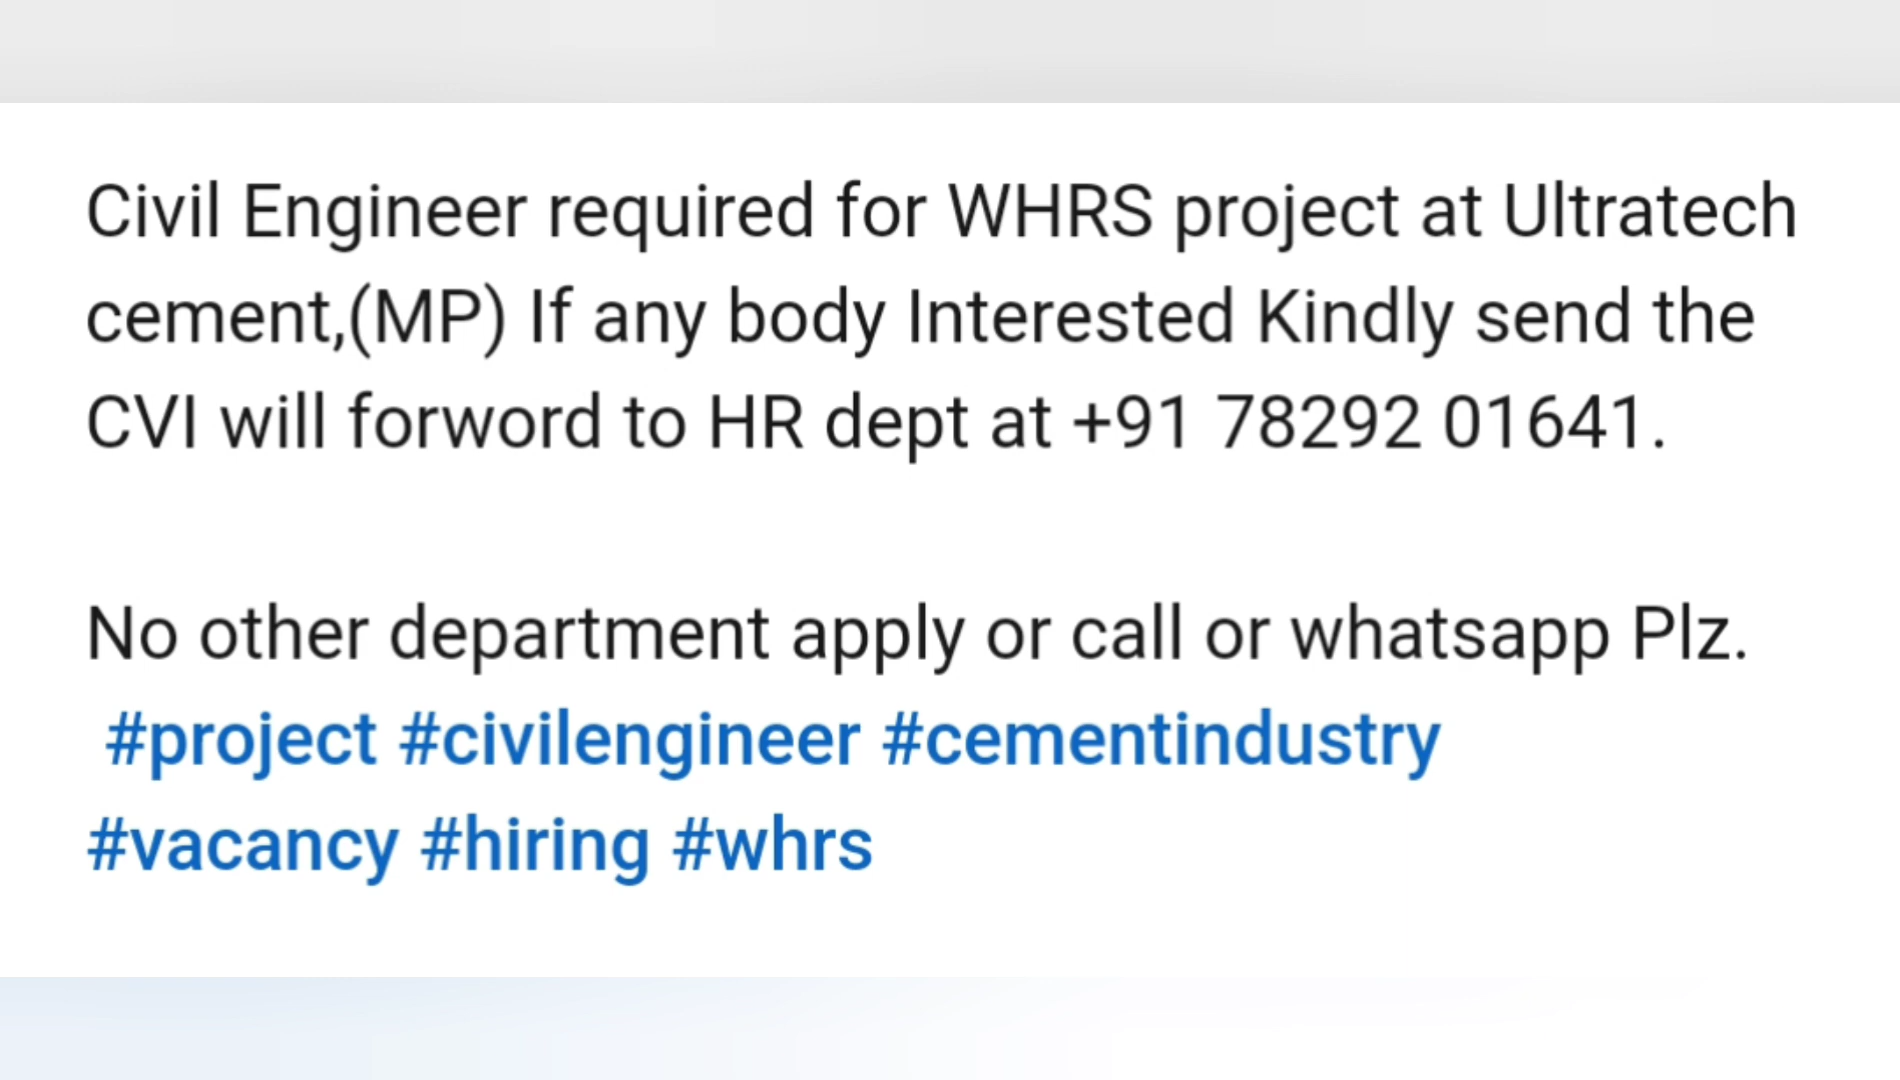 Civil Engineer required for WHRS project at Ultratech
cement,(MP) If any body Interested Kindly send the
CVI will forword to HR dept at +91 78292 01641.
No other department apply or call or whatsapp Plz.
#project #civilengineer #cementindustry
#vacancy #hiring #whrs